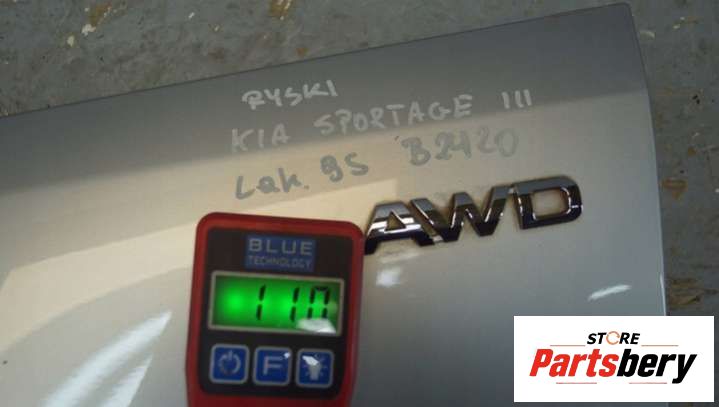 RYSKI
KIA SPORTAGE III
Lak. 9S B2420
AWD
BLUE
TECHNOLOGY
110
F
STORE
Partsbery